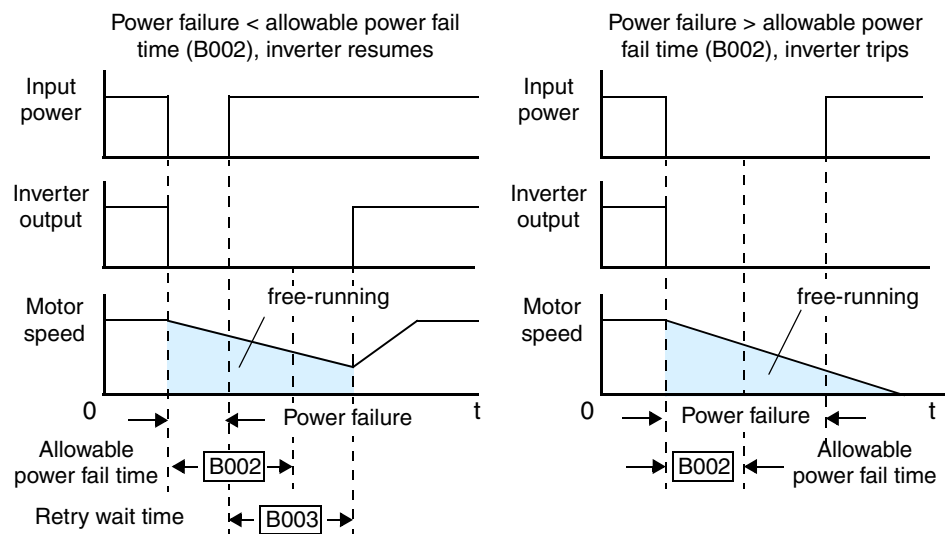 Power failure < allowable power fail
time (B002), inverter resumes
Input
power
Inverter
output
Motor
speed
free-running
0
t
Power failure
Allowable
power fail time
B002
Retry wait time
B003
Power failure > allowable power
fail time (B002), inverter trips
Input
power
Inverter
output
Motor
speed
free-running
0
t
Power failure
B002
Allowable
power fail time